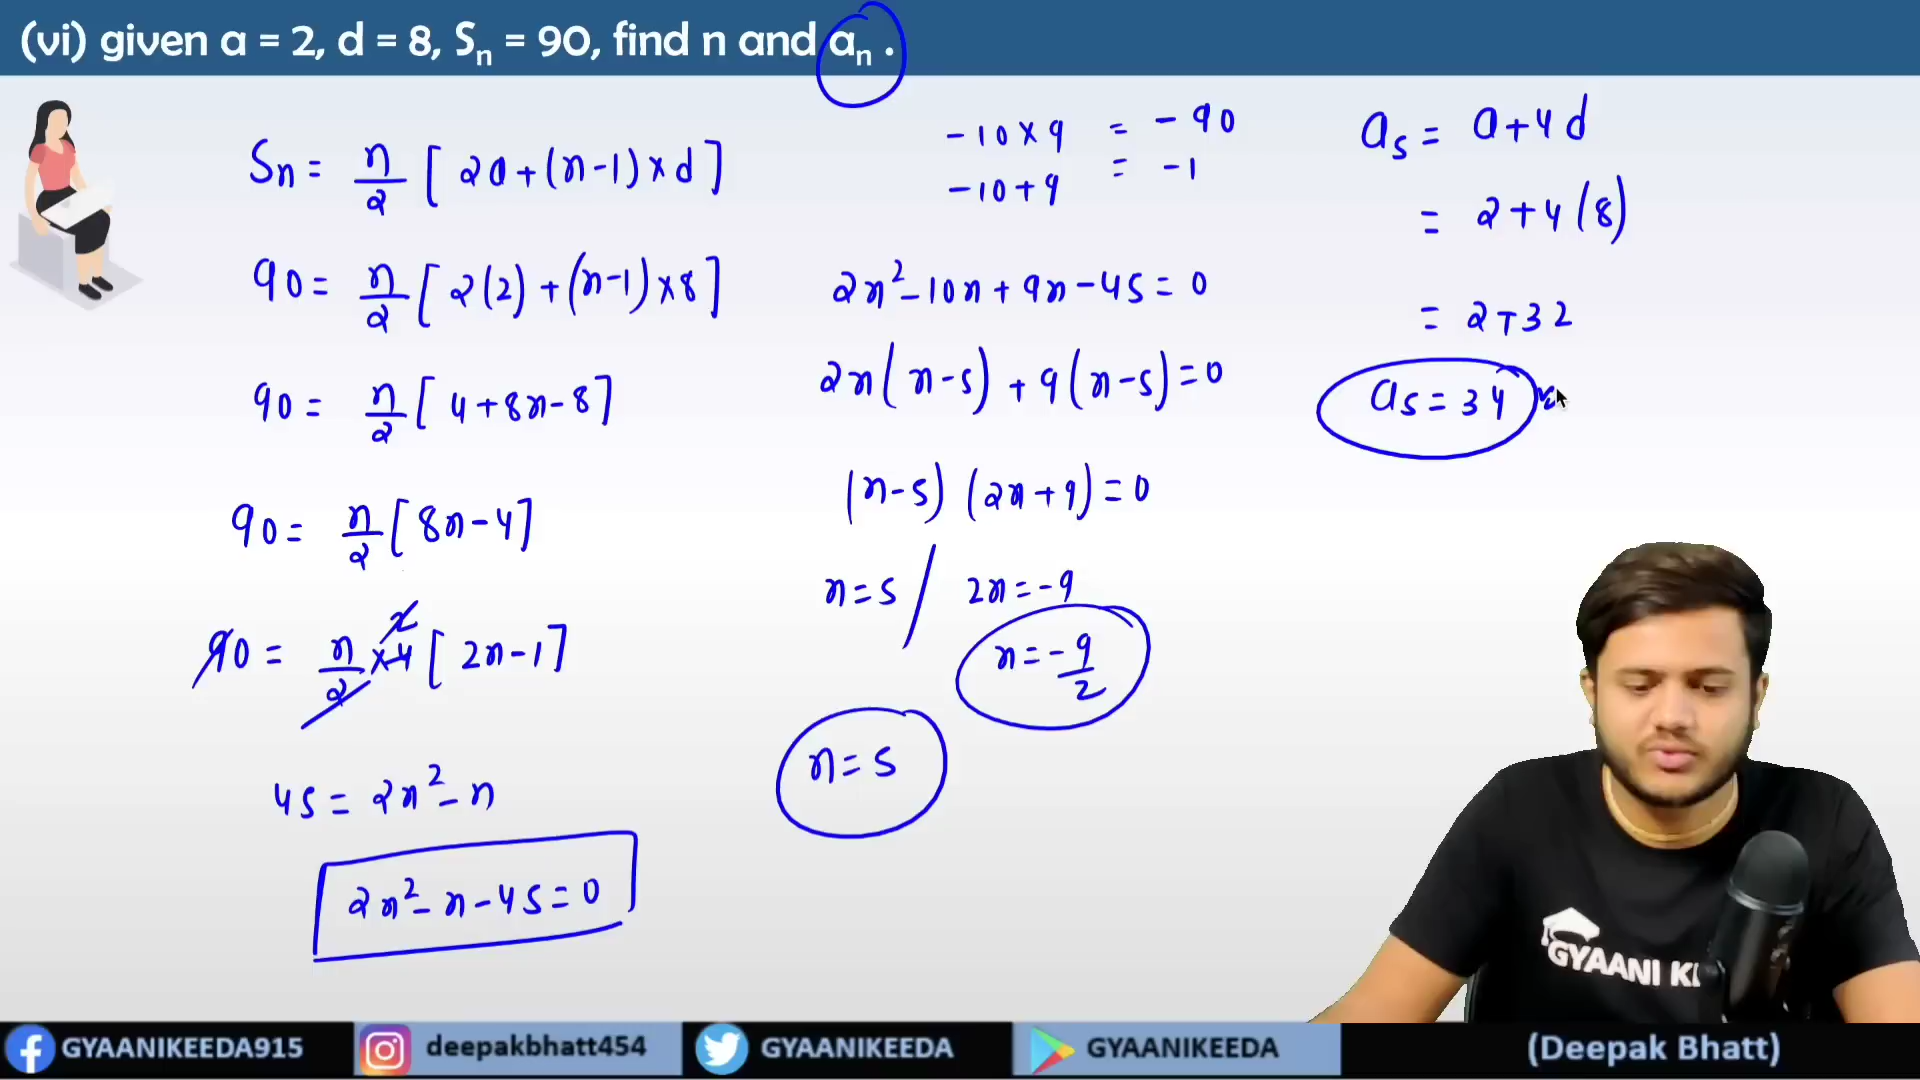 (vi) given a = 2, d = 8, Sn = 90, find n and an .
Sn = n/2 [ 2a + (n-1) × d ]
90 = n/2 [ 2(2) + (n-1) × 8 ]
90 = n/2 [ 4 + 8n - 8 ]
90 = n/2 [ 8n - 4 ]
90 = n/2 × 4 [ 2n - 1 ]
2
45 = 2n² - n
2n² - n - 45 = 0
-10 × 9 = -90
-10 + 9 = -1
2n² - 10n + 9n - 45 = 0
2n(n-5) + 9(n-5) = 0
(n-5) (2n+9) = 0
n = 5 / 2n = -9
n = -9/2
n = 5
a5 = a + 4d
= 2 + 4(8)
= 2 + 32
a5 = 34
GYAANI KE
GYAANIKEEDA915
deepakbhatt454
GYAANIKEEDA
GYAANIKEEDA
(Deepak Bhatt)